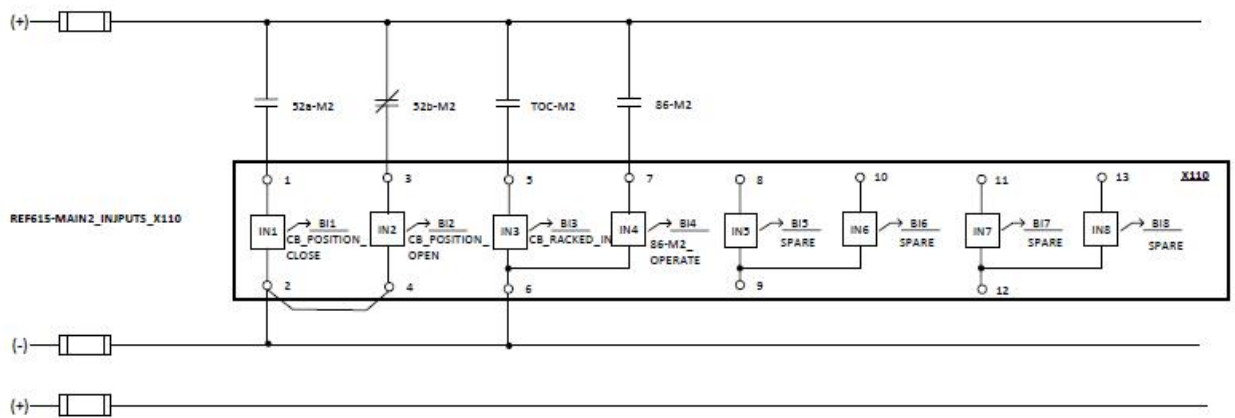 (+)
52a-M2
52b-M2
TOC-M2
86-M2
1
3
5
7
8
10
11
13
X110
REF615-MAIN2_INJPUTS_X110
IN1
BI1
CB_POSITION_
CLOSE
IN2
BI2
CB_POSITION_
OPEN
IN3
BI3
CB_RACKED_IN
IN4
BI4
86-M2_
OPERATE
IN5
BI5
SPARE
IN6
BI6
SPARE
IN7
BI7
SPARE
IN8
BI8
SPARE
2
4
6
9
12
(-)
(+)